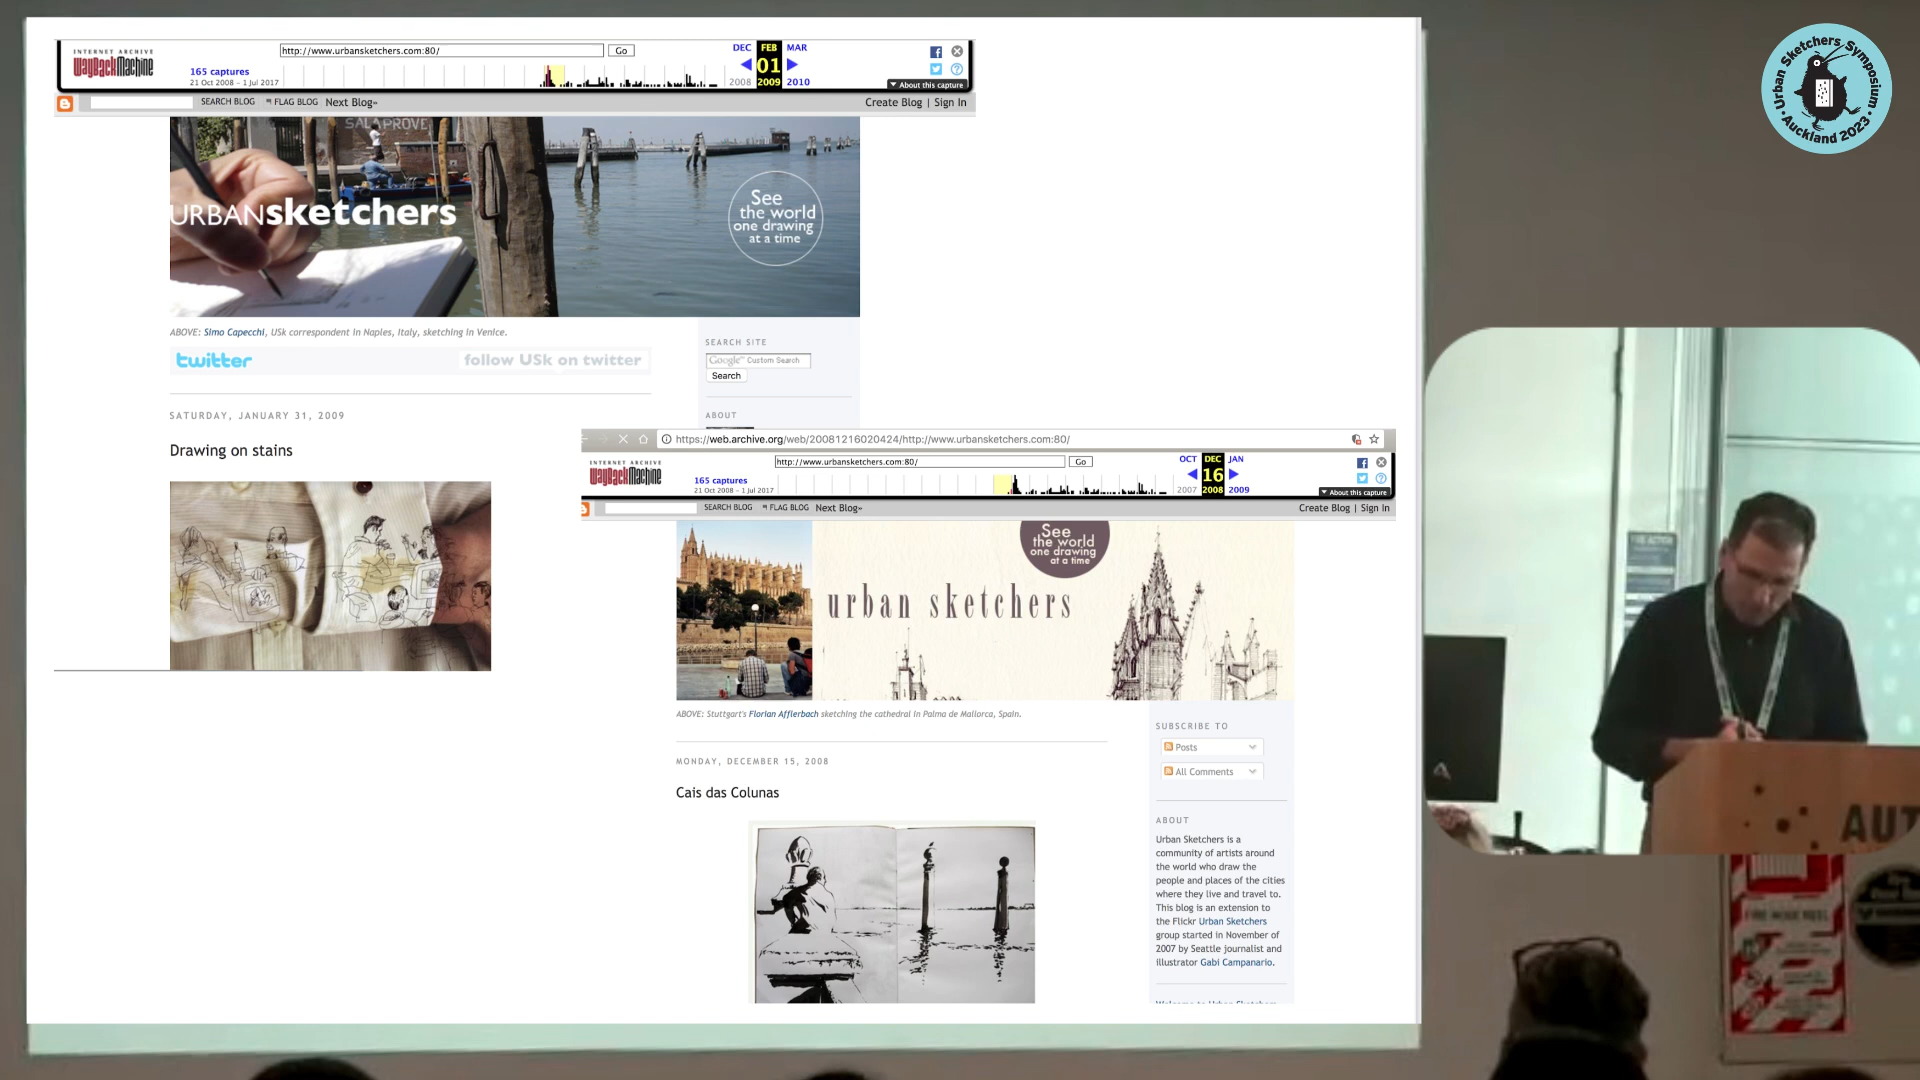 INTERNET ARCHIVE
WayBackMachine
http://www.urbansketchers.com:80/
Go
165 captures
21 Oct 2008 – 1 Jul 2017
DEC FEB MAR
01
2008 2009 2010
About this capture
SEARCH BLOG FLAG BLOG Next Blog»
Create Blog | Sign In
SALAPROVE
URBANsketchers
See
the world
one drawing
at a time
ABOVE: Simo Capecchi, USk correspondent in Naples, Italy, sketching in Venice.
twitter
follow USk on twitter
SEARCH SITE
Google™ Custom Search
Search
ABOUT
SATURDAY, JANUARY 31, 2009
Drawing on stains
https://web.archive.org/web/20081216020424/http://www.urbansketchers.com:80/
INTERNET ARCHIVE
WayBackMachine
http://www.urbansketchers.com:80/
Go
165 captures
21 Oct 2008 – 1 Jul 2017
OCT DEC JAN
16
2007 2008 2009
About this capture
SEARCH BLOG FLAG BLOG Next Blog»
Create Blog | Sign In
See
the world
one drawing
at a time
urban sketchers
ABOVE: Stuttgart's Florian Afflerbach sketching the cathedral in Palma de Mallorca, Spain.
MONDAY, DECEMBER 15, 2008
Cais das Colunas
SUBSCRIBE TO
Posts
All Comments
ABOUT
Urban Sketchers is a
community of artists around
the world who draw the
people and places of the cities
where they live and travel to.
This blog is an extension to
the Flickr Urban Sketchers
group started in November of
2007 by Seattle journalist and
illustrator Gabi Campanario.
Urban Sketchers Symposium
Auckland 2023
AUT
FIRE HOSE REEL